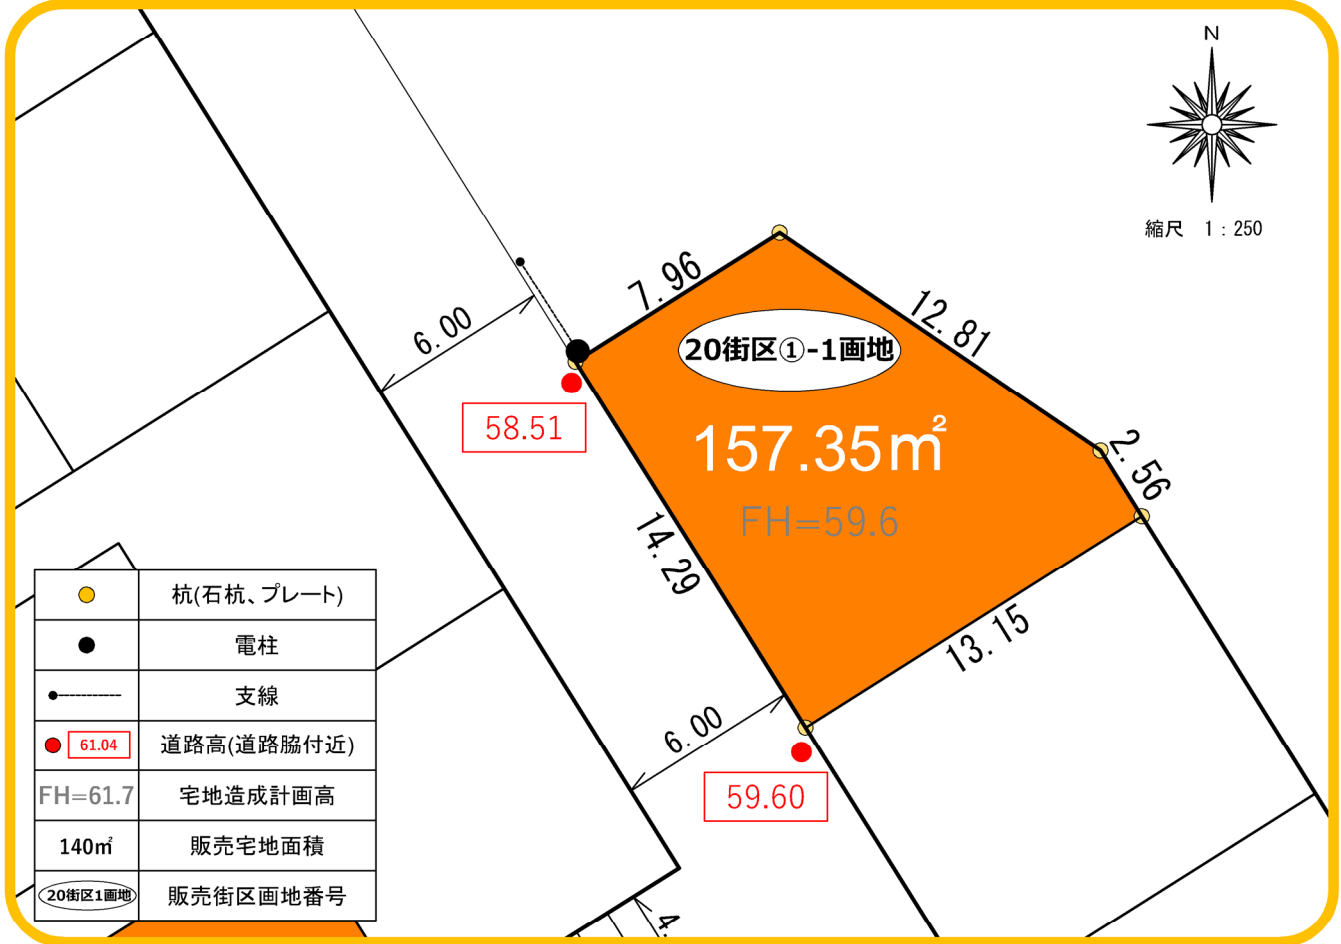 N
縮尺 1:250
7.96
12.81
6.00
20街区①-1画地
58.51
157.35㎡
2.56
FH=59.6
14.29
13.15
6.00
59.60
杭(石杭、プレート)
電柱
支線
61.04 道路高(道路脇付近)
FH=61.7 宅地造成計画高
140㎡ 販売宅地面積
20街区1画地 販売街区画地番号
4.